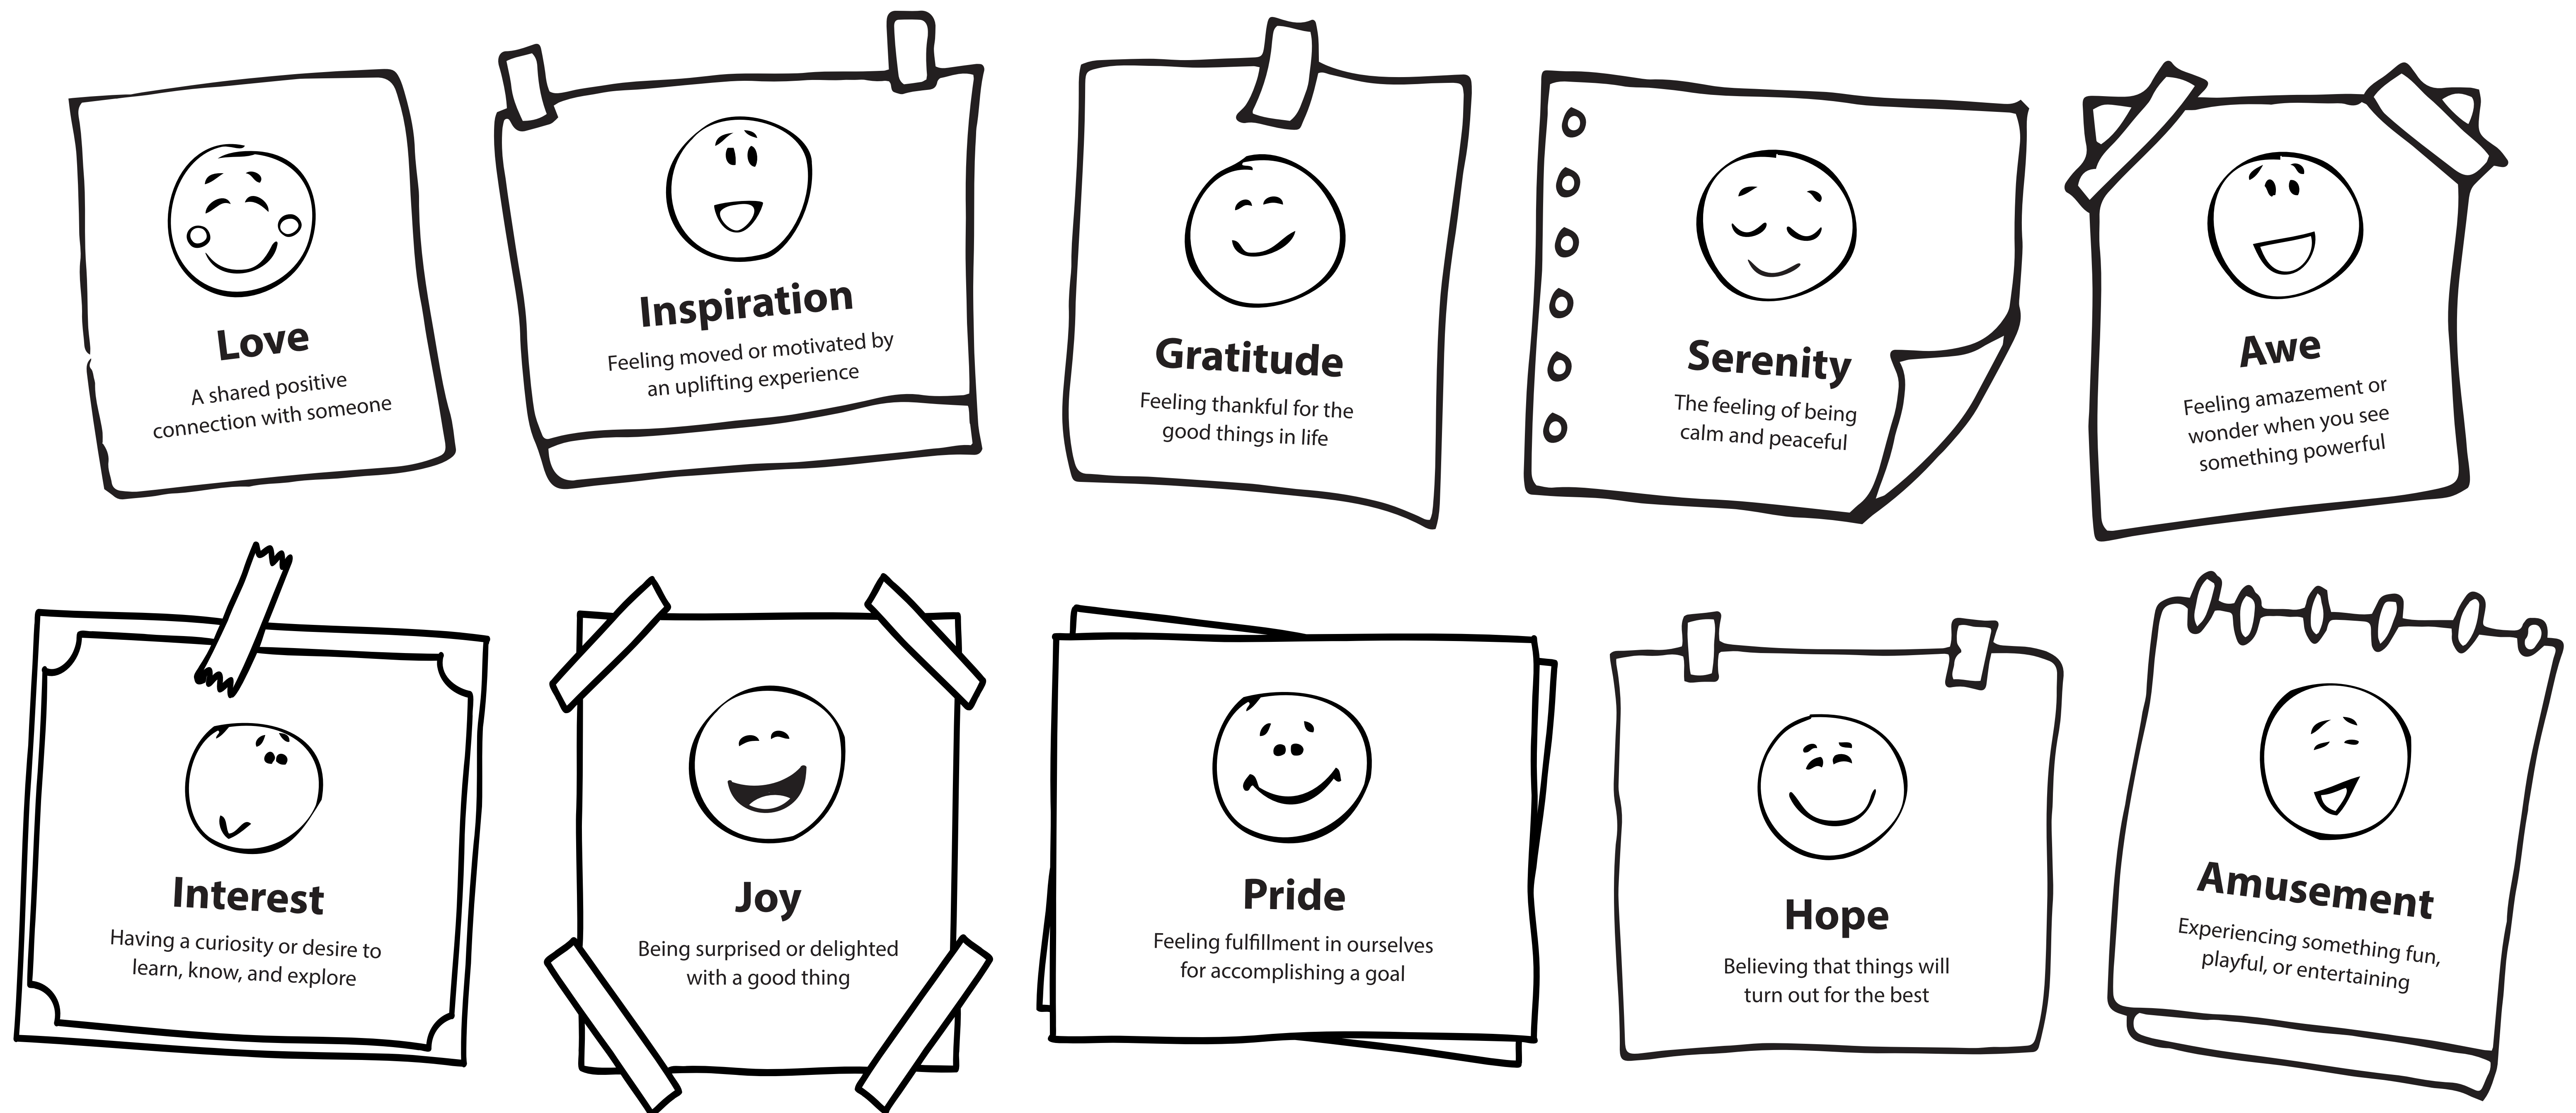 Love
A shared positive
connection with someone
Inspiration
Feeling moved or motivated by
an uplifting experience
Gratitude
Feeling thankful for the
good things in life
Serenity
The feeling of being
calm and peaceful
Awe
Feeling amazement or
wonder when you see
something powerful
Interest
Having a curiosity or desire to
learn, know, and explore
Joy
Being surprised or delighted
with a good thing
Pride
Feeling fulfillment in ourselves
for accomplishing a goal
Hope
Believing that things will
turn out for the best
Amusement
Experiencing something fun,
playful, or entertaining